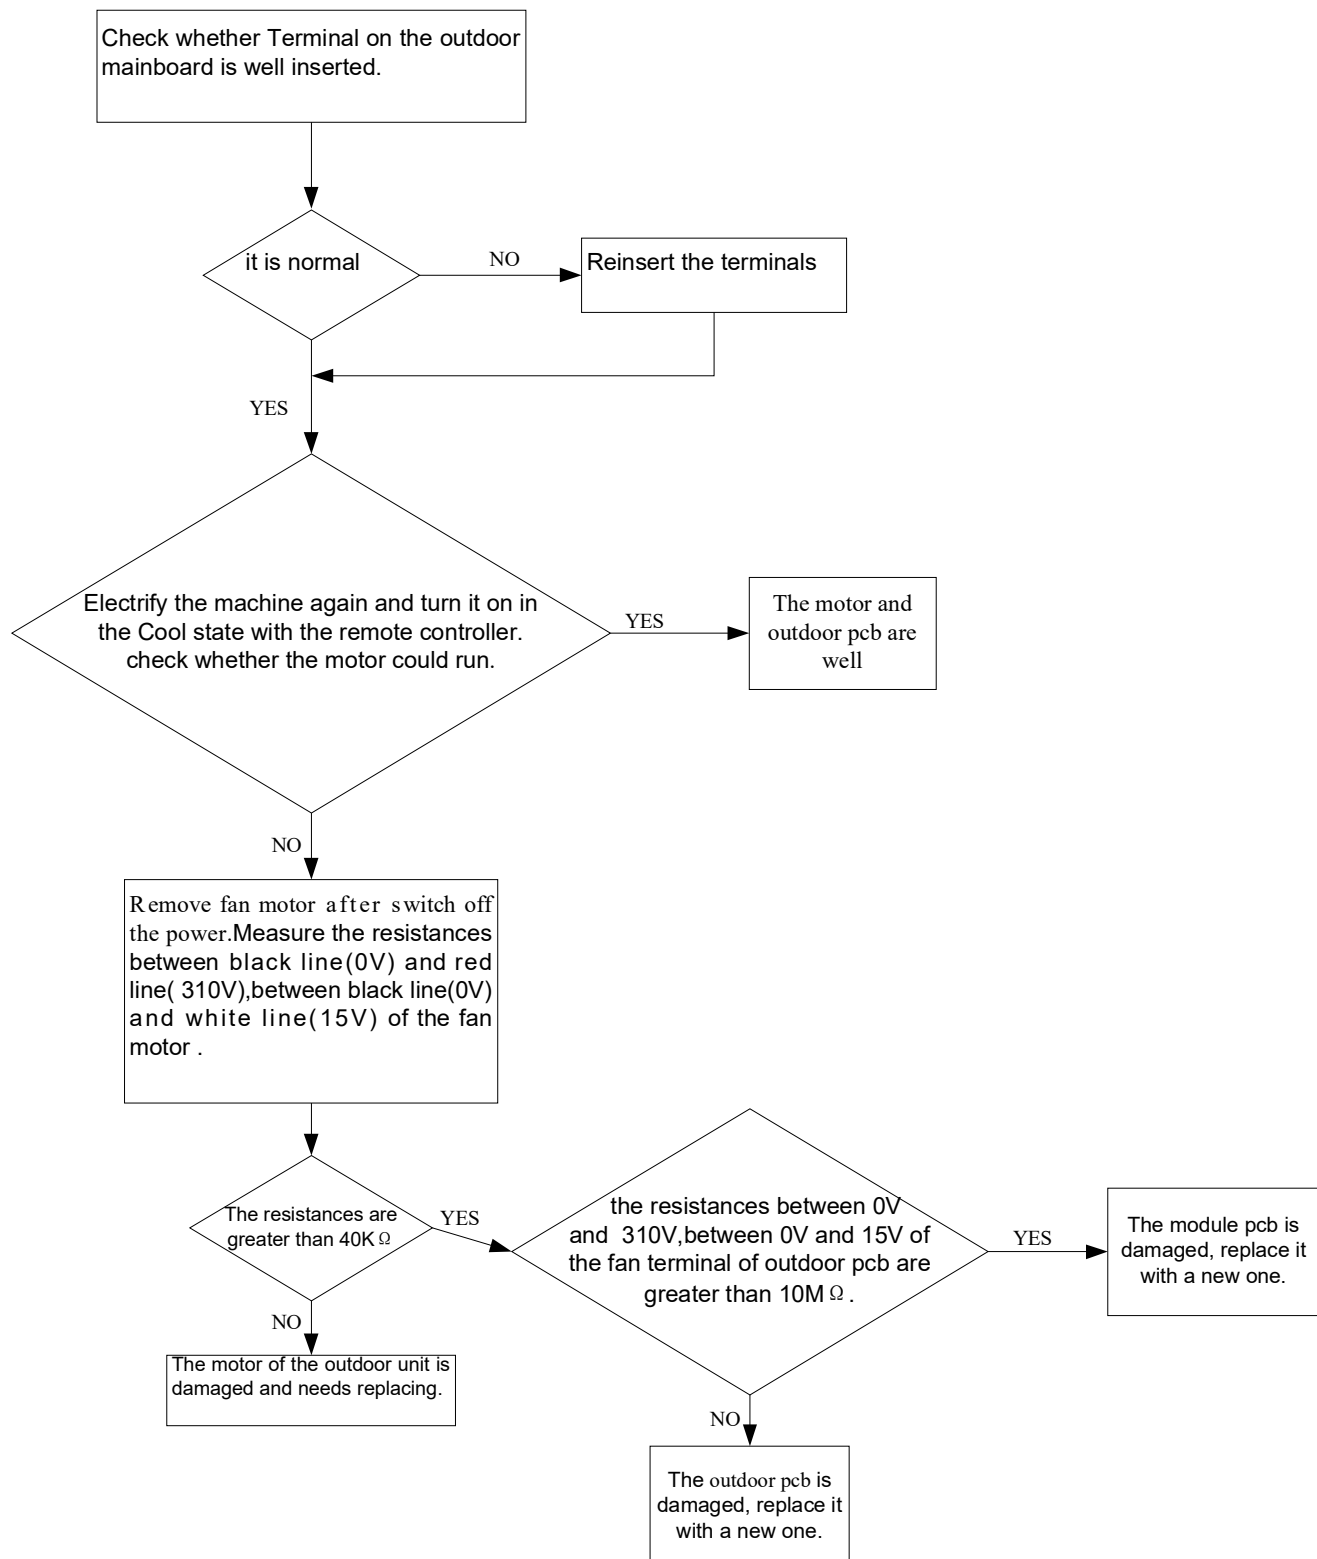 Check whether Terminal on the outdoor
mainboard is well inserted.
it is normal
NO
Reinsert the terminals
YES
Electrify the machine again and turn it on in
the Cool state with the remote controller.
check whether the motor could run.
YES
The motor and
outdoor pcb are
well
NO
Remove fan motor after switch off
the power.Measure the resistances
between black line(0V) and red
line( 310V),between black line(0V)
and white line(15V) of the fan
motor .
The resistances are
greater than 40KΩ
YES
the resistances between 0V
and 310V,between 0V and 15V of
the fan terminal of outdoor pcb are
greater than 10MΩ.
YES
The module pcb is
damaged, replace it
with a new one.
NO
The motor of the outdoor unit is
damaged and needs replacing.
NO
The outdoor pcb is
damaged, replace it
with a new one.